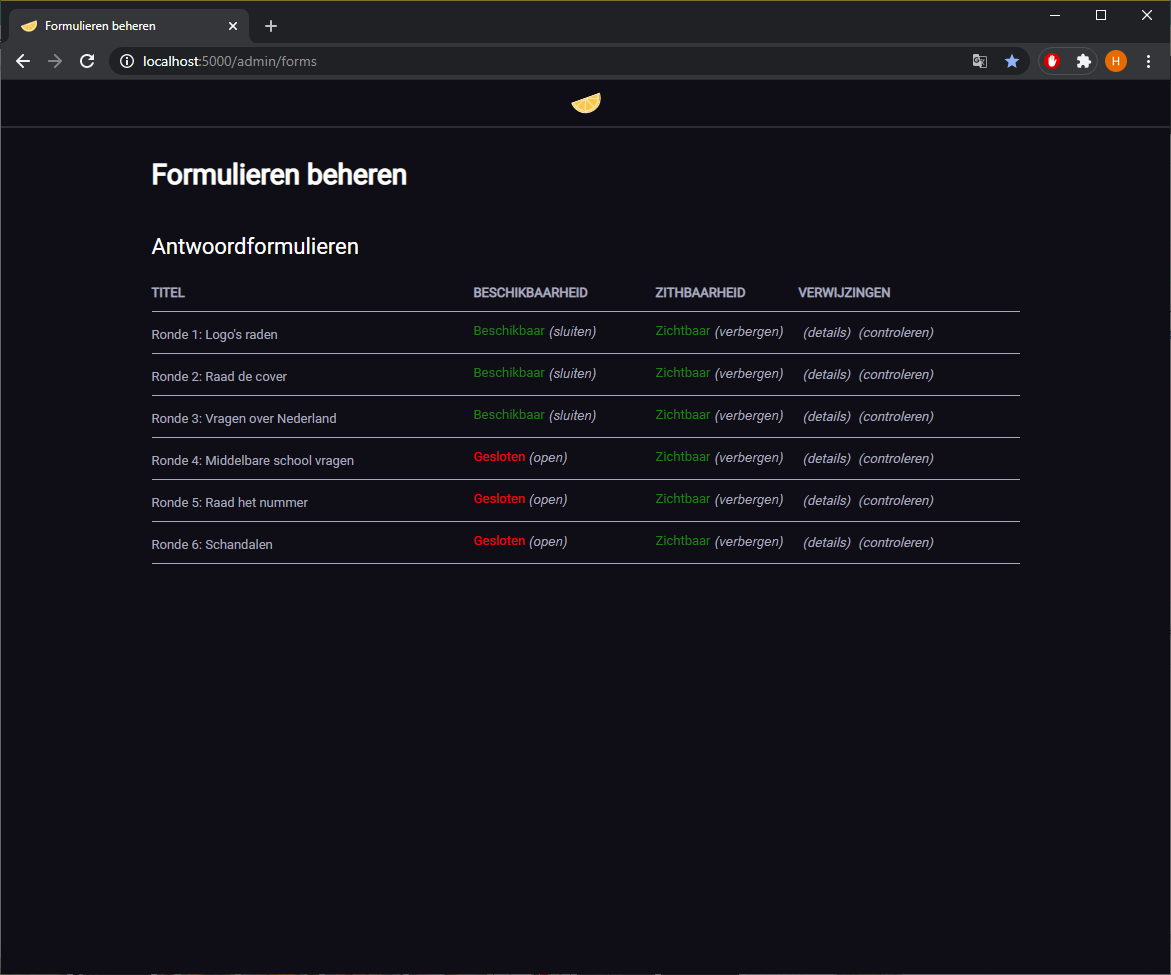 Formulieren beheren
localhost:5000/admin/forms
H
Formulieren beheren
Antwoordformulieren
TITEL BESCHIKBAARHEID ZITHBAARHEID VERWIJZINGEN
Ronde 1: Logo's raden Beschikbaar (sluiten) Zichtbaar (verbergen) (details) (controleren)
Ronde 2: Raad de cover Beschikbaar (sluiten) Zichtbaar (verbergen) (details) (controleren)
Ronde 3: Vragen over Nederland Beschikbaar (sluiten) Zichtbaar (verbergen) (details) (controleren)
Ronde 4: Middelbare school vragen Gesloten (open) Zichtbaar (verbergen) (details) (controleren)
Ronde 5: Raad het nummer Gesloten (open) Zichtbaar (verbergen) (details) (controleren)
Ronde 6: Schandalen Gesloten (open) Zichtbaar (verbergen) (details) (controleren)